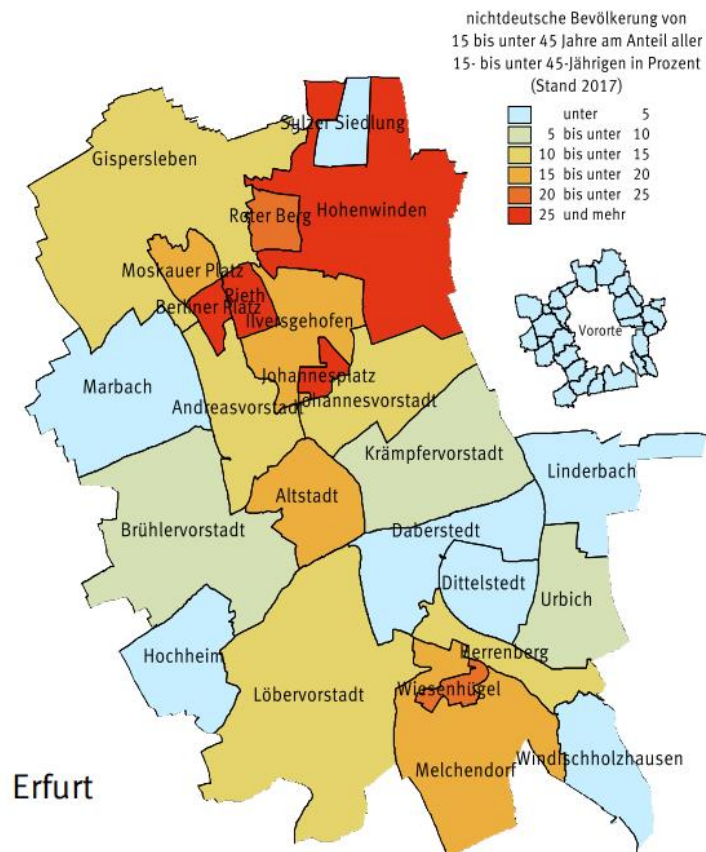 nichtdeutsche Bevölkerung von
15 bis unter 45 Jahre am Anteil aller
15- bis unter 45-Jährigen in Prozent
(Stand 2017)
unter 5
5 bis unter 10
10 bis unter 15
15 bis unter 20
20 bis unter 25
25 und mehr
Sulzer Siedlung
Gispersleben
Roter Berg
Hohenwinden
Moskauer Platz
Rieth
Berliner Platz
Ilversgehofen
Vororte
Marbach
Johannesplatz
Andreasvorstadt
Johannesvorstadt
Krämpfervorstadt
Linderbach
Altstadt
Brühlervorstadt
Daberstedt
Dittelstedt
Urbich
Hochheim
Herrenberg
Löbervorstadt
Wiesenhügel
Windischholzhausen
Melchendorf
Erfurt